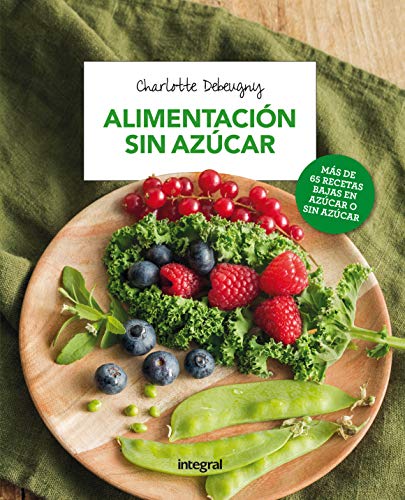 Charlotte Debeugny
ALIMENTACIÓN
SIN AZÚCAR
MÁS DE
65 RECETAS
BAJAS EN
AZÚCAR O
SIN AZÚCAR
integral